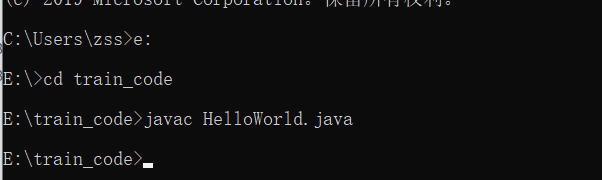 (c) 2019 Microsoft Corporation。保留所有权利。
C:\Users\zss>e:
E:\>cd train_code
E:\train_code>javac HelloWorld.java
E:\train_code>